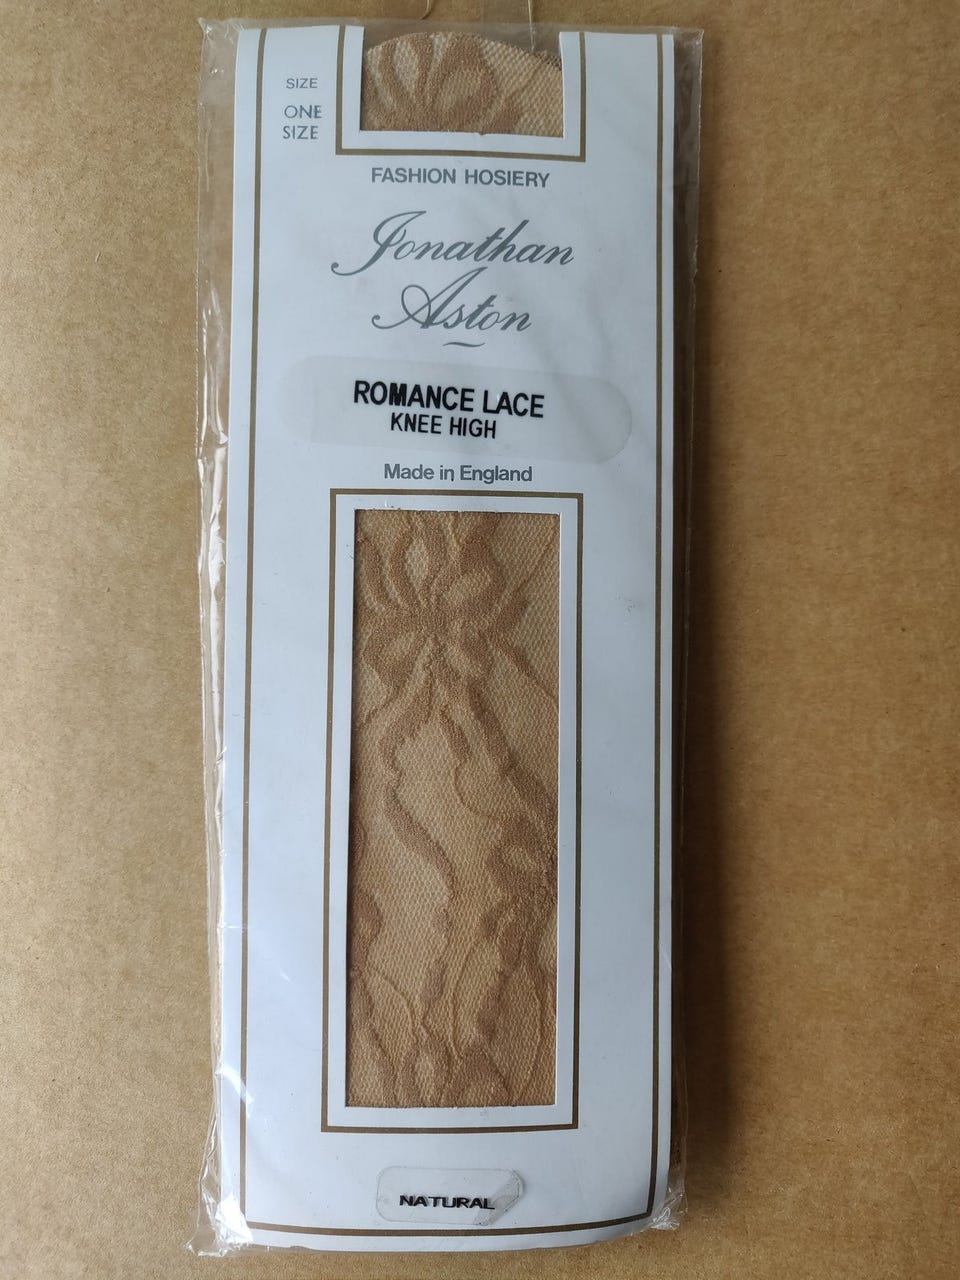 SIZE
ONE
SIZE
FASHION HOSIERY
Jonathan
Aston
ROMANCE LACE
KNEE HIGH
Made in England
NATURAL